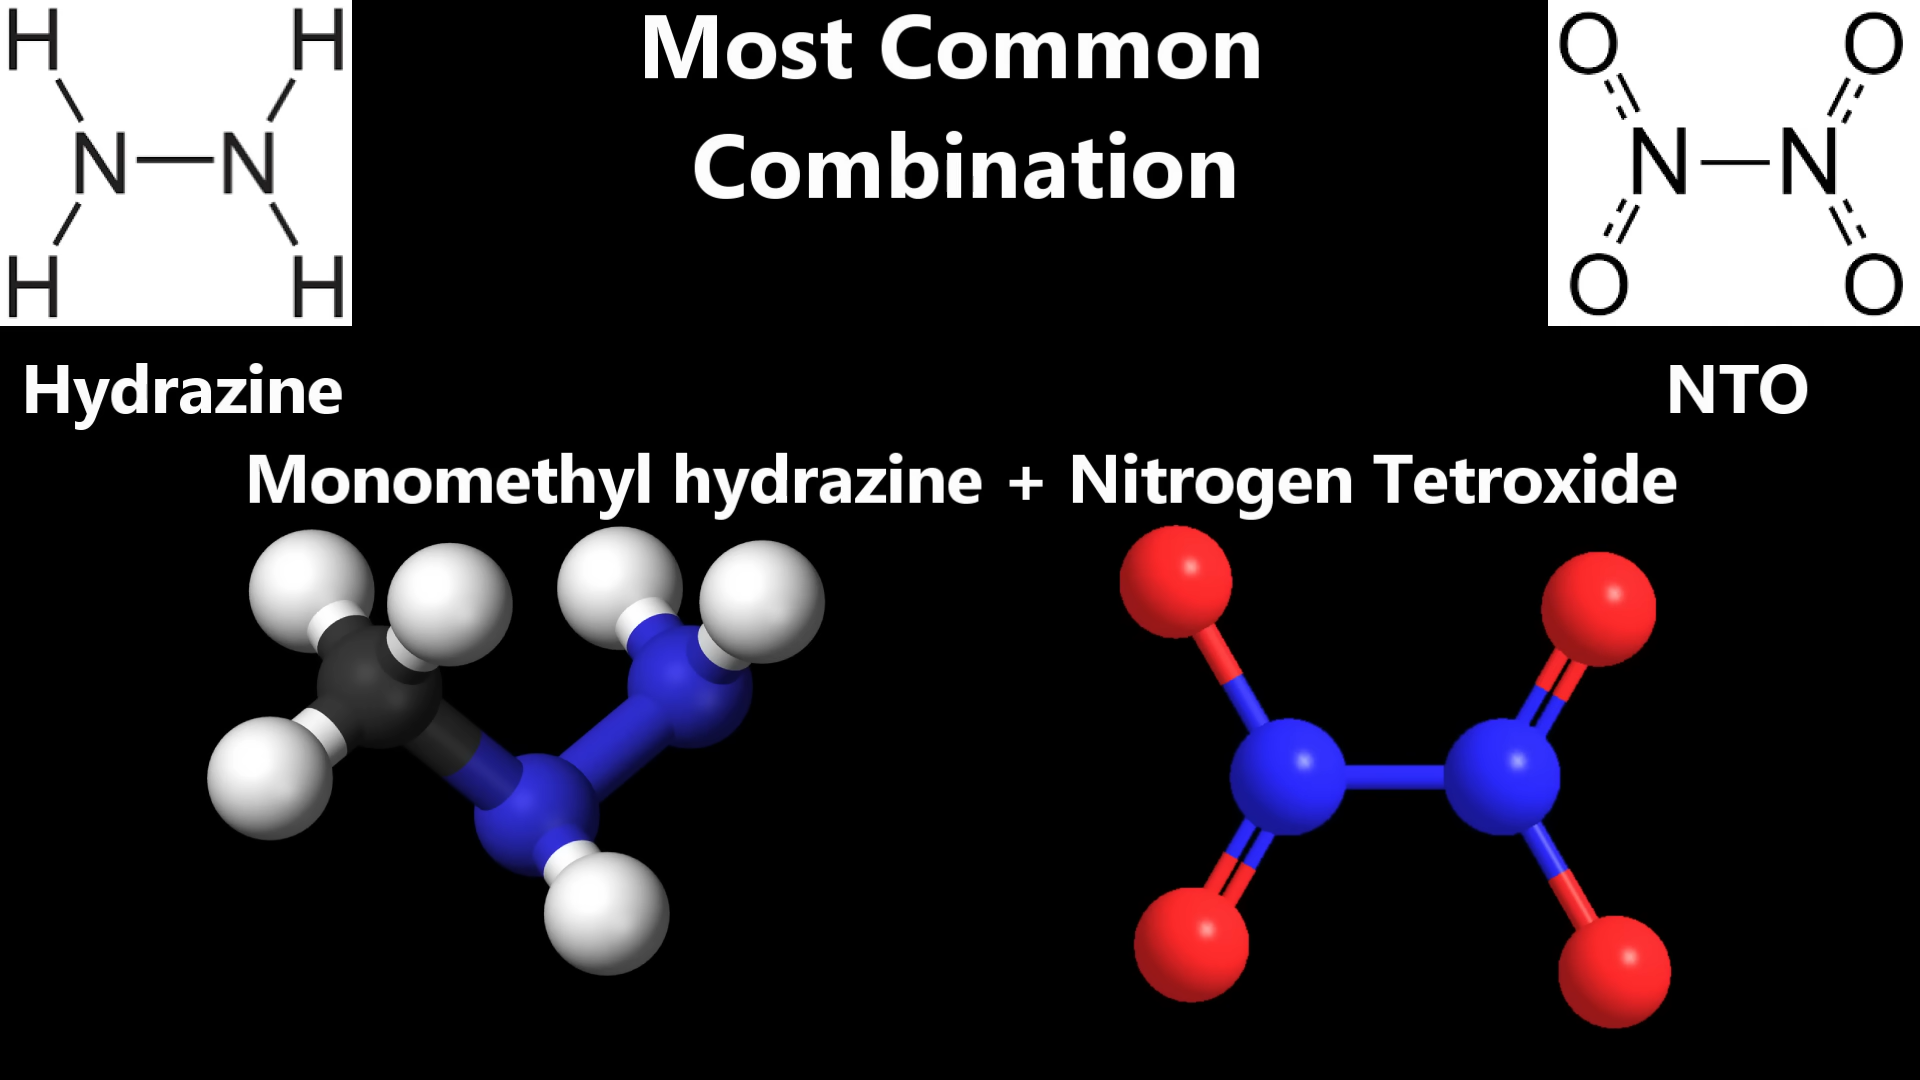 H H
N N
H H
Most Common
Combination
O O
N N
O O
Hydrazine
NTO
Monomethyl hydrazine + Nitrogen Tetroxide